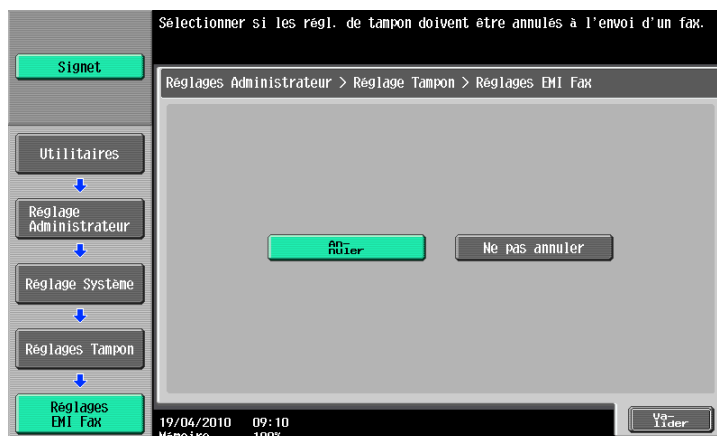 Sélectionner si les régl. de tampon doivent être annulés à l'envoi d'un fax.
Signet
Réglages Administrateur > Réglage Tampon > Réglages EMI Fax
Utilitaires
Réglage
Administrateur
Réglage Système
Réglages Tampon
Réglages
EMI Fax
An-
nuler
Ne pas annuler
19/04/2010 09:10
Mémoire 100%
Va-
lider